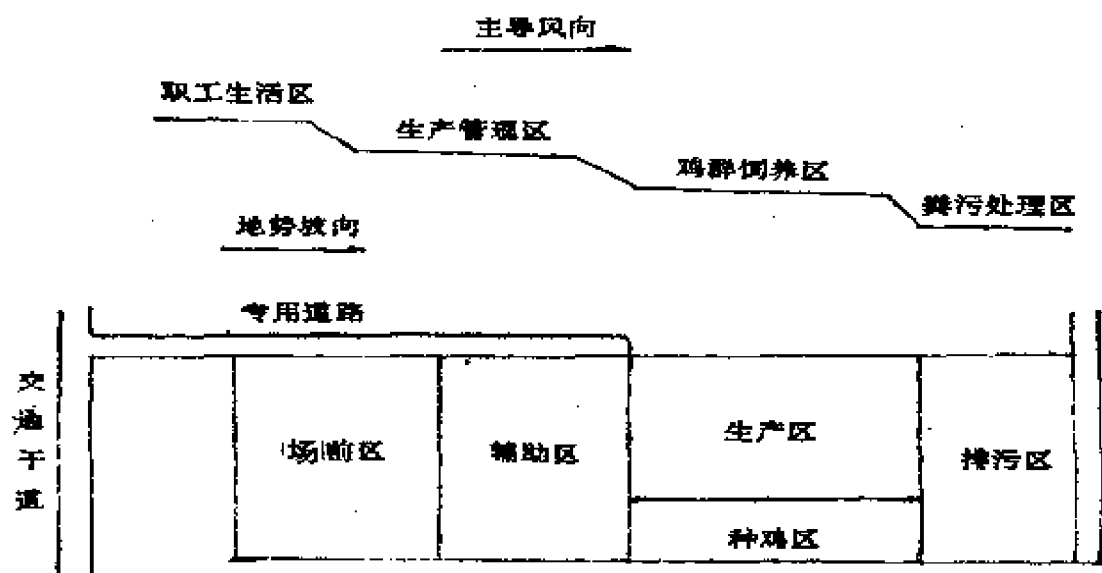 主导风向
职工生活区
生产管理区
鸡群饲养区
粪污处理区
地势坡向
专用道路
交通干道
场前区
辅助区
生产区
排污区
种鸡区